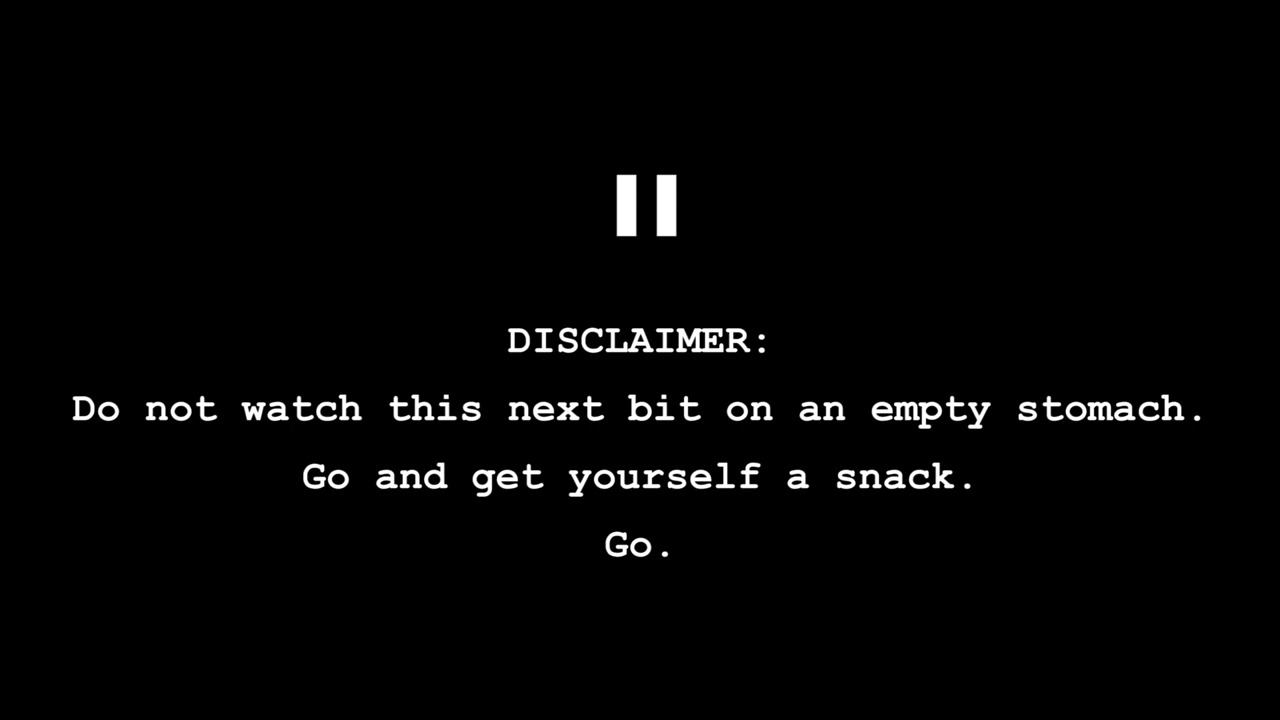 DISCLAIMER:
Do not watch this next bit on an empty stomach.
Go and get yourself a snack.
Go.